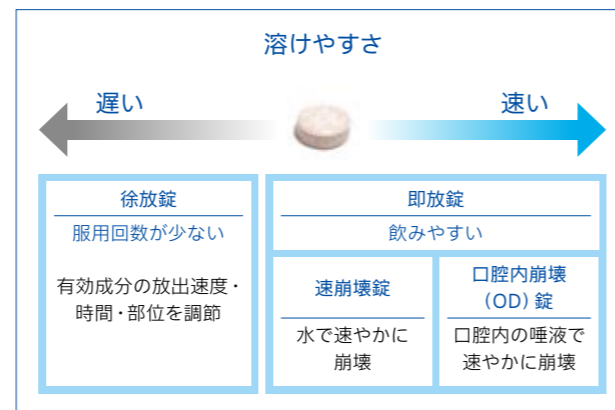 溶けやすさ
遅い
速い
徐放錠
服用回数が少ない
有効成分の放出速度・
時間・部位を調節
即放錠
飲みやすい
速崩壊錠
水で速やかに
崩壊
口腔内崩壊
（OD）錠
口腔内の唾液で
速やかに崩壊